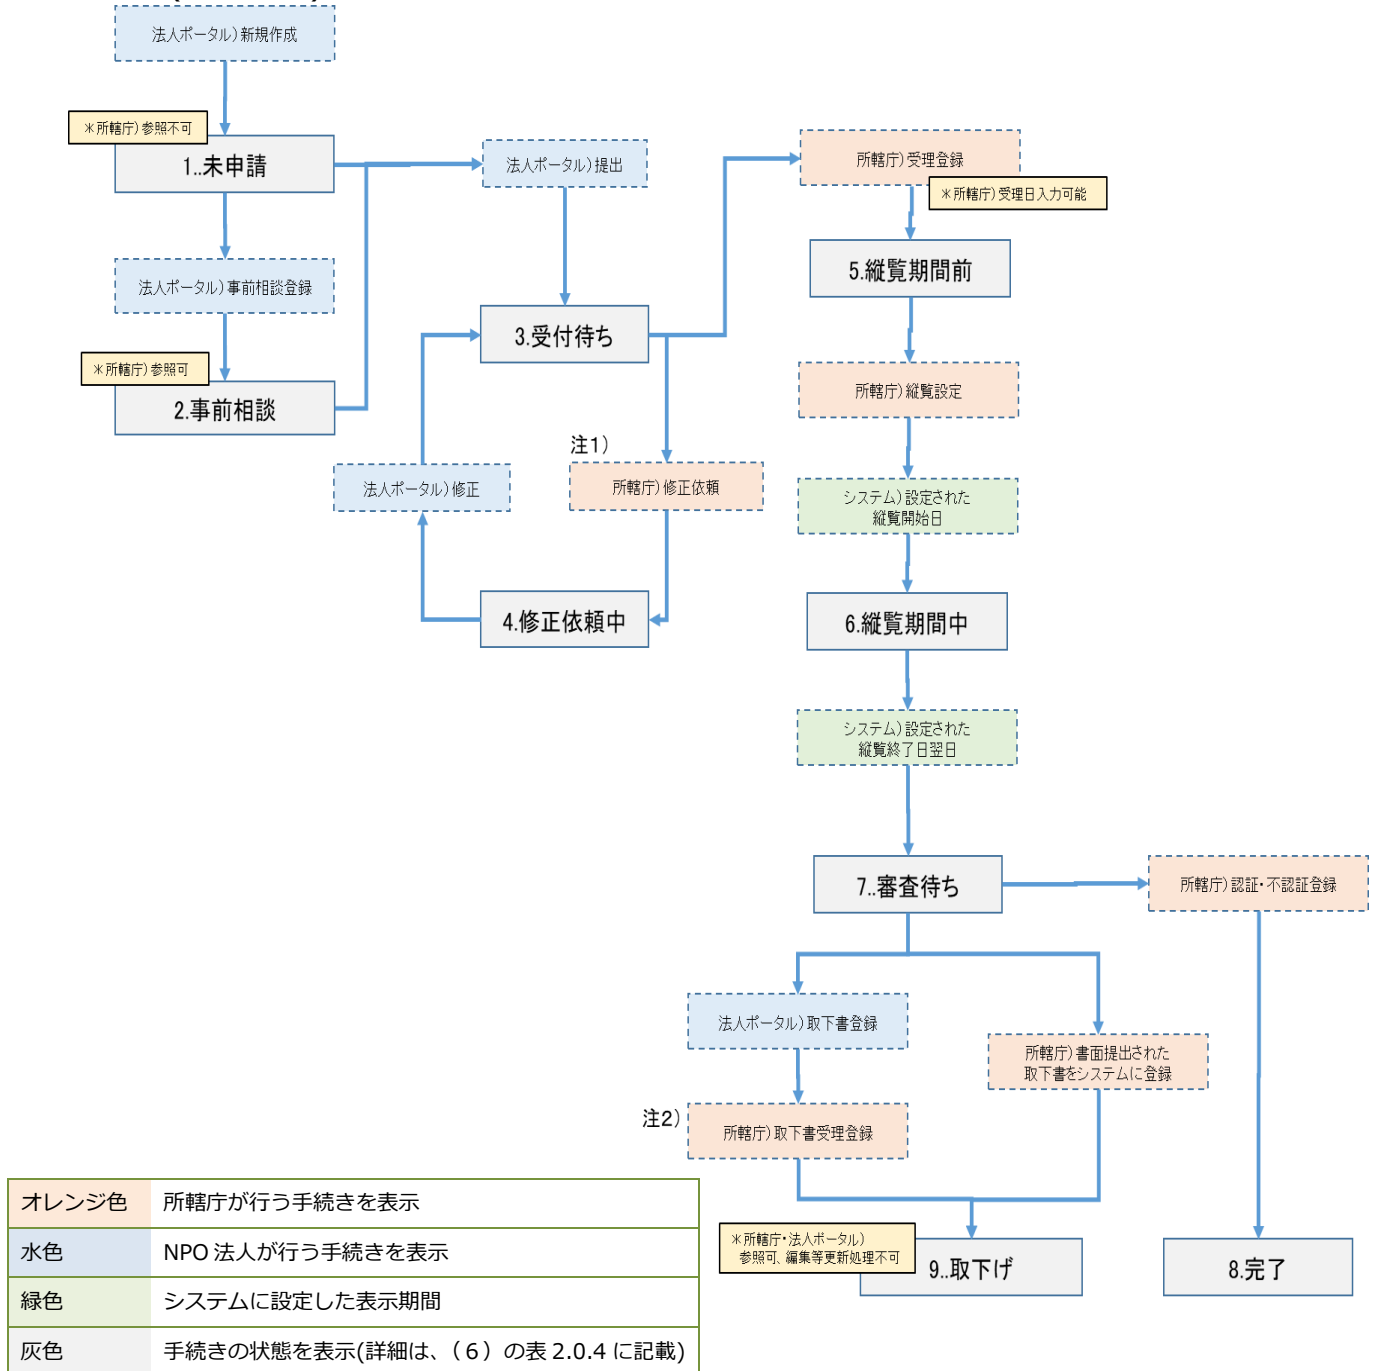 法人ポータル）新規作成
＊所轄庁）参照不可
1..未申請
法人ポータル）提出
所轄庁）受理登録
＊所轄庁）受理日入力可能
法人ポータル）事前相談登録
5.縦覧期間前
3.受付待ち
＊所轄庁）参照可
2.事前相談
所轄庁）縦覧設定
注1）
法人ポータル）修正
所轄庁）修正依頼
システム）設定された
縦覧開始日
4.修正依頼中
6.縦覧期間中
システム）設定された
縦覧終了日翌日
7..審査待ち
所轄庁）認証・不認証登録
法人ポータル）取下書登録
所轄庁）書面提出された
取下書をシステムに登録
注2）
所轄庁）取下書受理登録
＊所轄庁・法人ポータル）
参照可、編集等更新処理不可
9..取下げ
8.完了
オレンジ色 所轄庁が行う手続きを表示
水色 NPO 法人が行う手続きを表示
緑色 システムに設定した表示期間
灰色 手続きの状態を表示(詳細は、（６）の表 2.0.4 に記載)